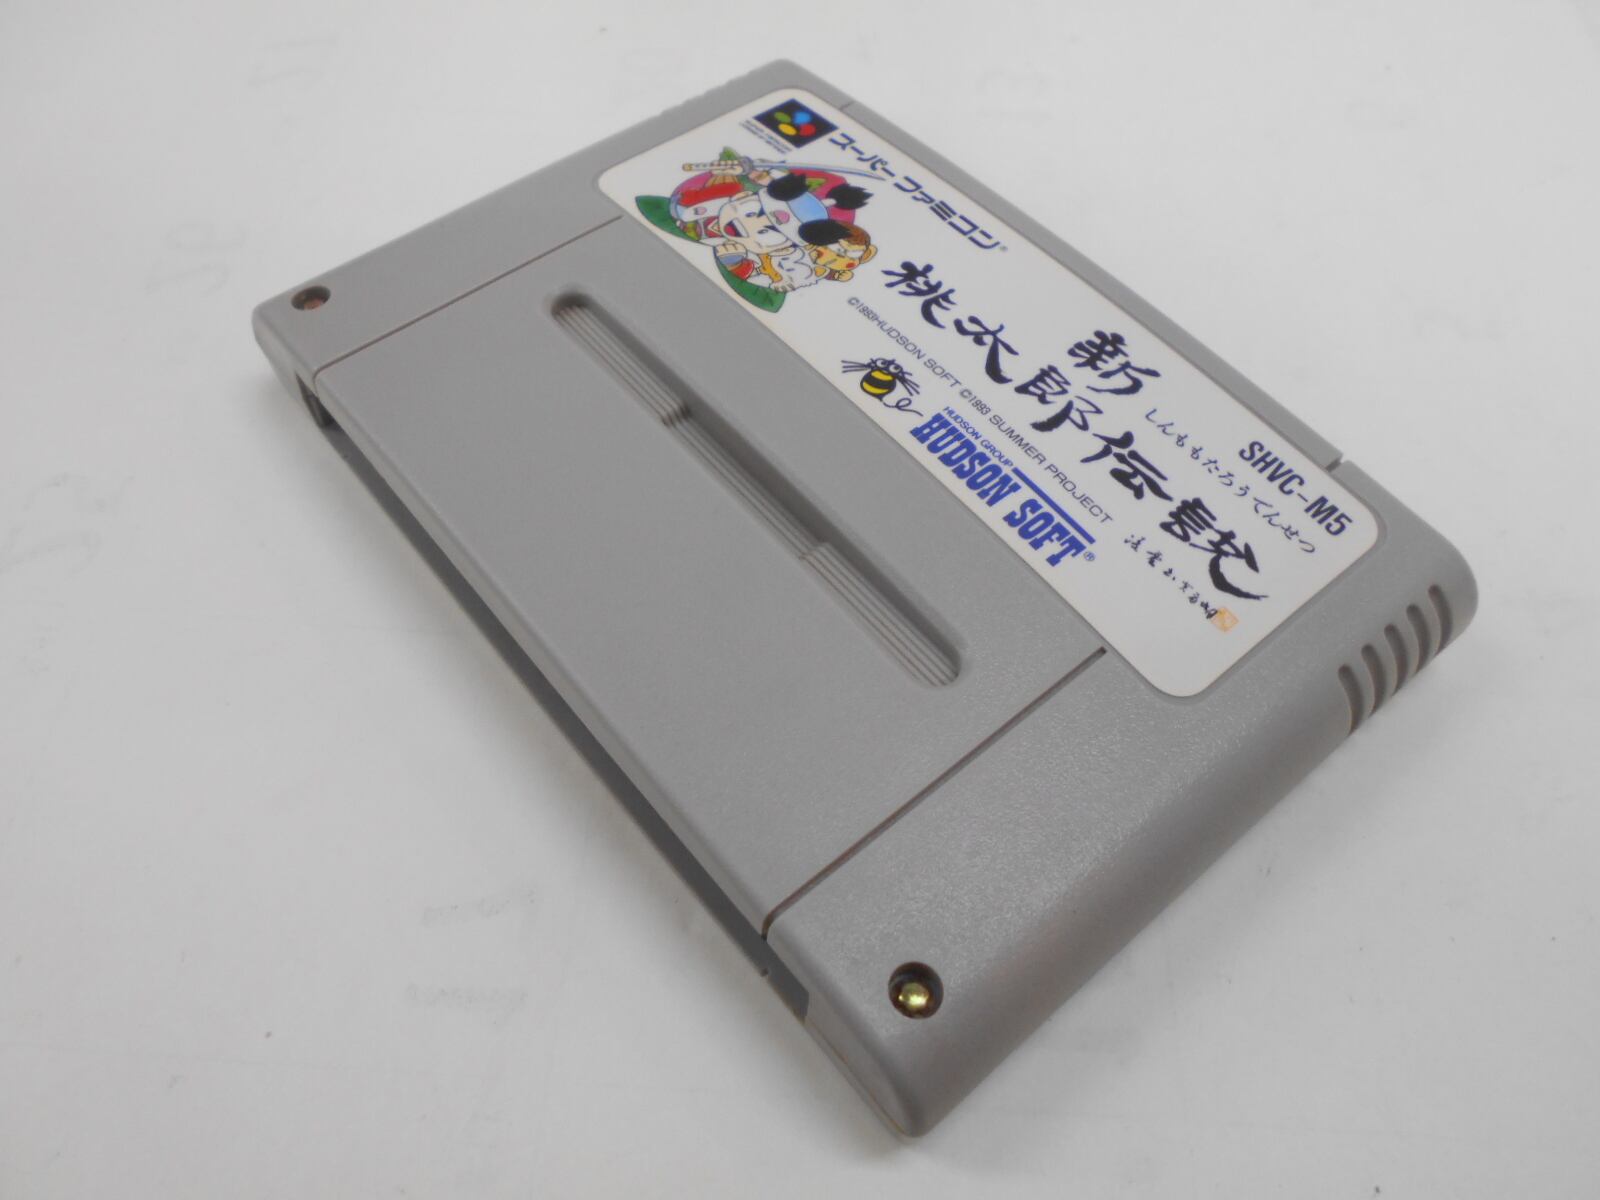 スーパーファミコン®
SHVC-M5
しんももたろうでんせつ
新
桃太郎伝説
©1993HUDSON SOFT ©1993 SUMMER PROJECT
HUDSON GROUP
HUDSON SOFT®